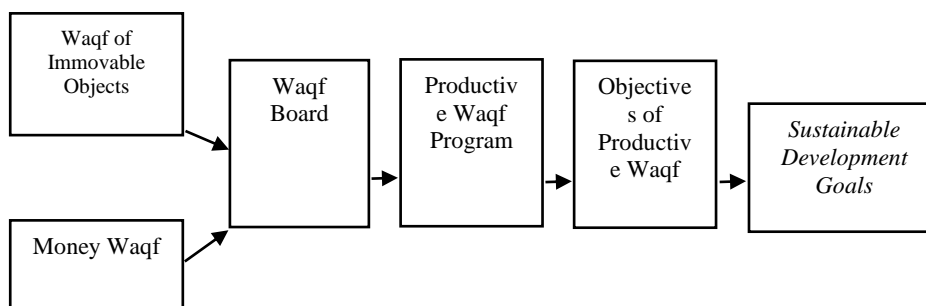 Waqf of
Immovable
Objects
Money Waqf
Waqf
Board
Productiv
e Waqf
Program
Objective
s of
Productiv
e Waqf
Sustainable
Development
Goals